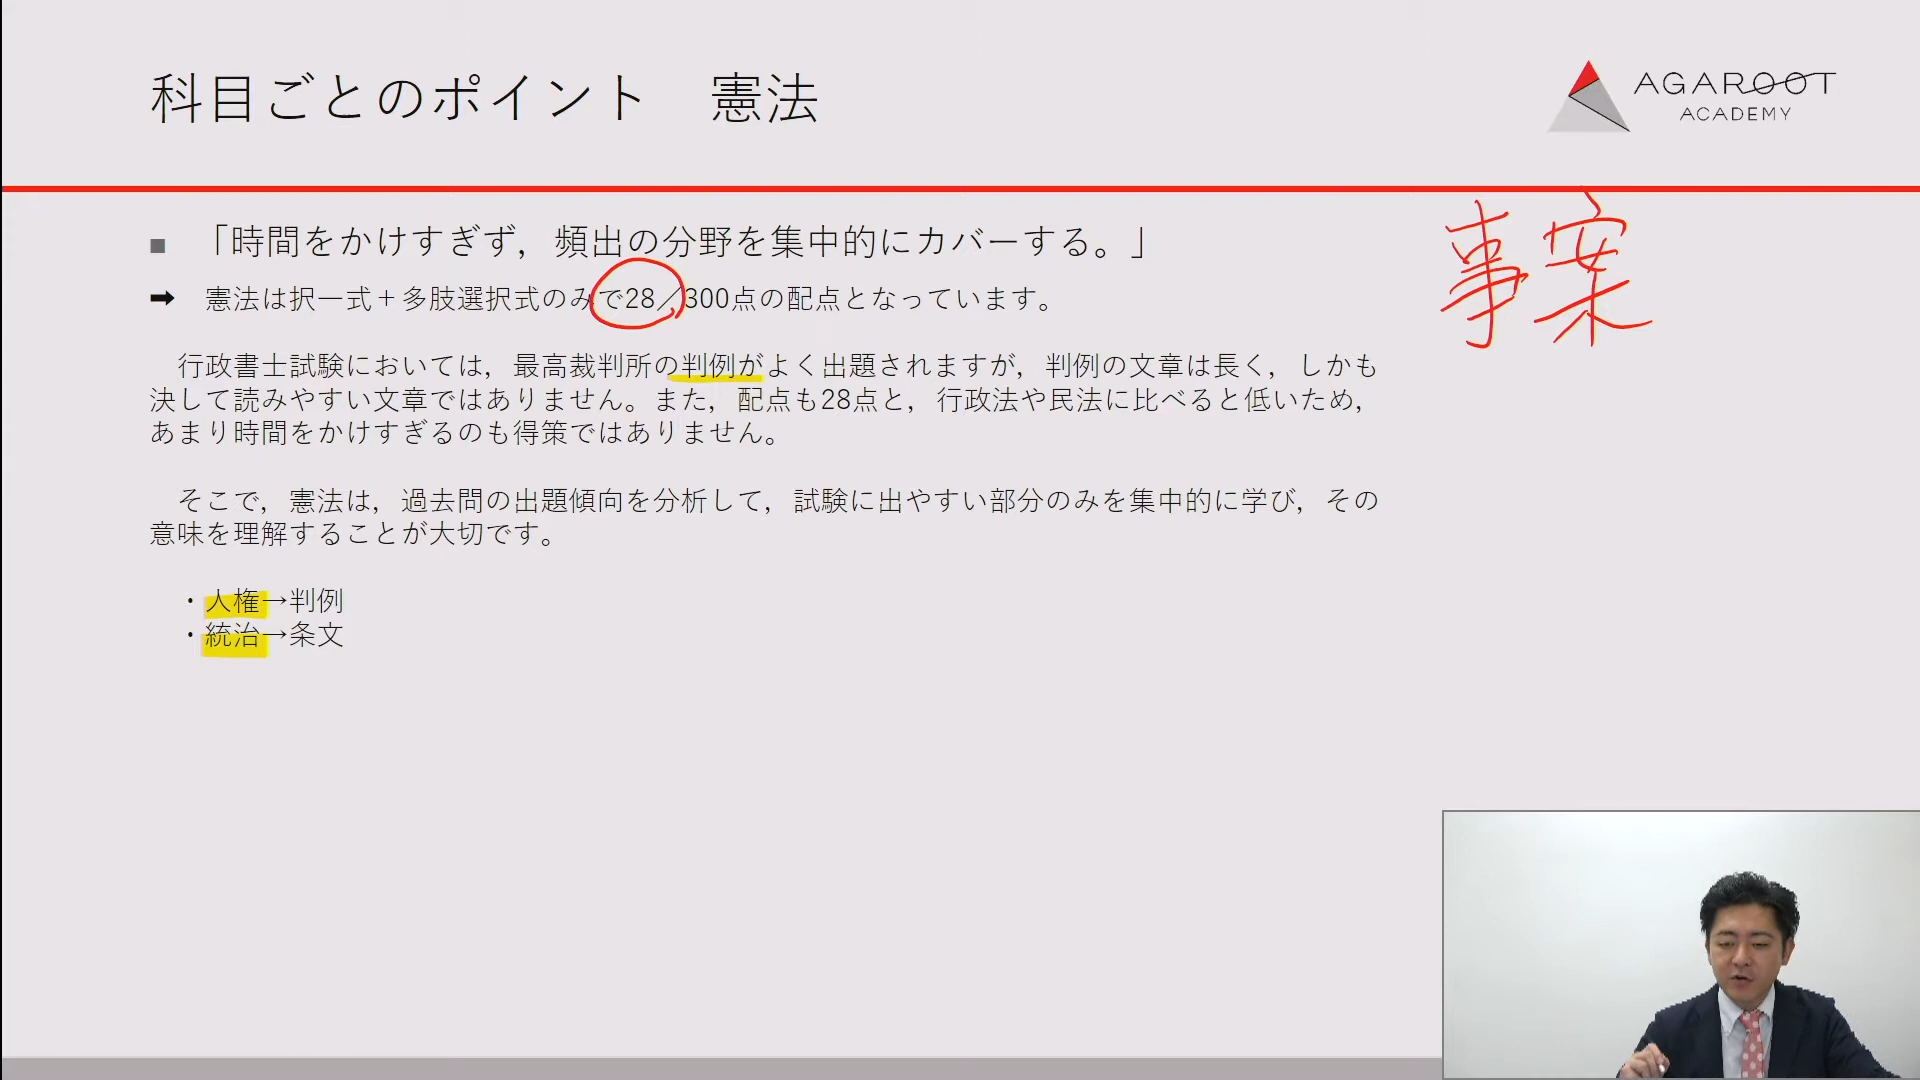 科目ごとのポイント　憲法
AGAROOT
ACADEMY
事案
■ 「時間をかけすぎず，頻出の分野を集中的にカバーする。」
➡ 憲法は択一式＋多肢選択式のみで28／300点の配点となっています。
行政書士試験においては，最高裁判所の判例がよく出題されますが，判例の文章は長く，しかも
決して読みやすい文章ではありません。また，配点も28点と，行政法や民法に比べると低いため，
あまり時間をかけすぎるのも得策ではありません。
そこで，憲法は，過去問の出題傾向を分析して，試験に出やすい部分のみを集中的に学び，その
意味を理解することが大切です。
・人権→判例
・統治→条文